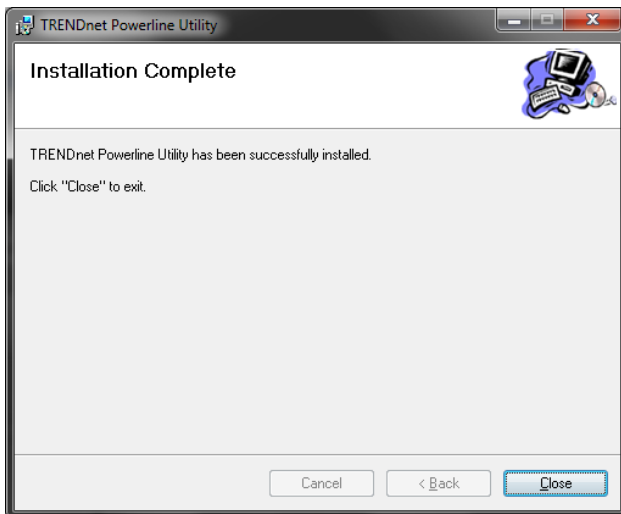 TRENDnet Powerline Utility
Installation Complete
TRENDnet Powerline Utility has been successfully installed.
Click "Close" to exit.
Cancel
< Back
Close